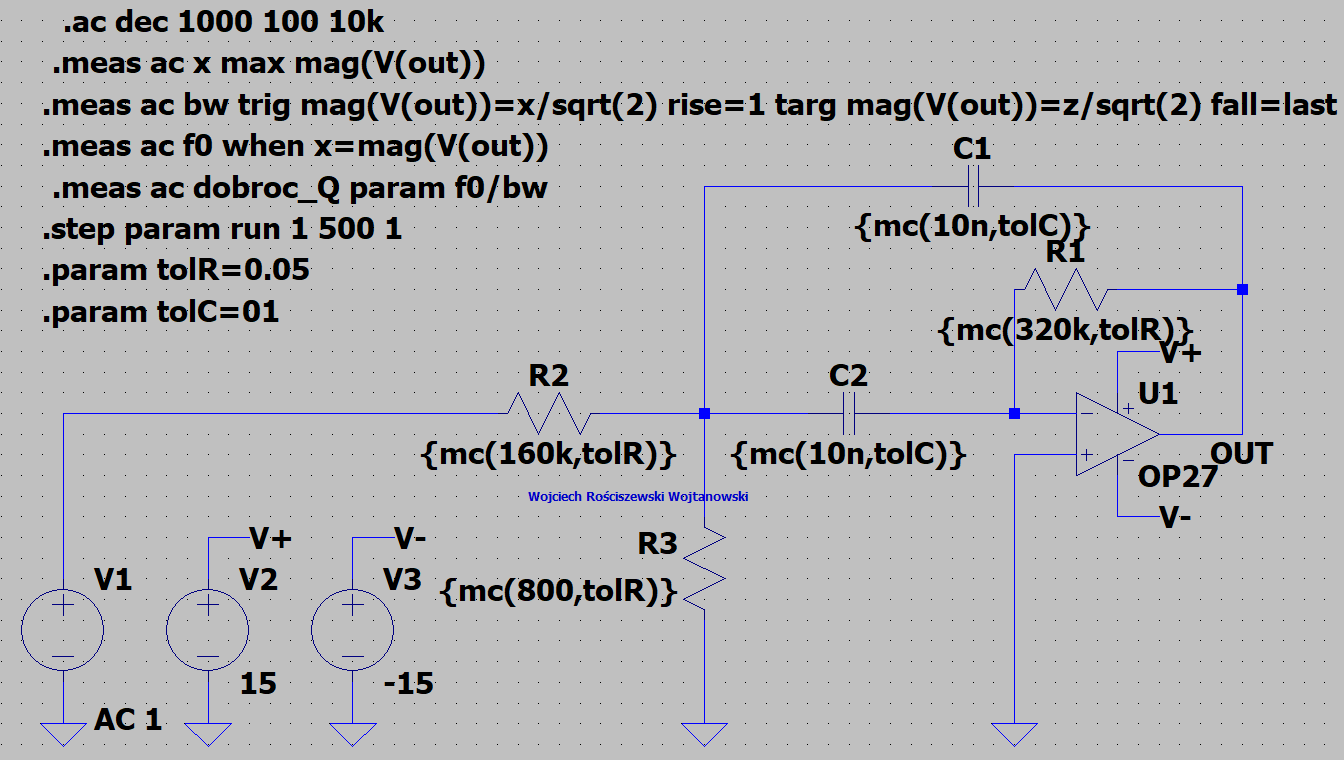 .ac dec 1000 100 10k
.meas ac x max mag(V(out))
.meas ac bw trig mag(V(out))=x/sqrt(2) rise=1 targ mag(V(out))=z/sqrt(2) fall=last
.meas ac f0 when x=mag(V(out))
.meas ac dobroc_Q param f0/bw
.step param run 1 500 1
.param tolR=0.05
.param tolC=01
C1
{mc(10n,tolC)}
R1
{mc(320k,tolR)}
V+
R2
C2
U1
{mc(160k,tolR)}
{mc(10n,tolC)}
OUT
OP27
Wojciech Rościszewski Wojtanowski
V-
V+
V-
R3
V1
V2
V3
{mc(800,tolR)}
15
-15
AC 1